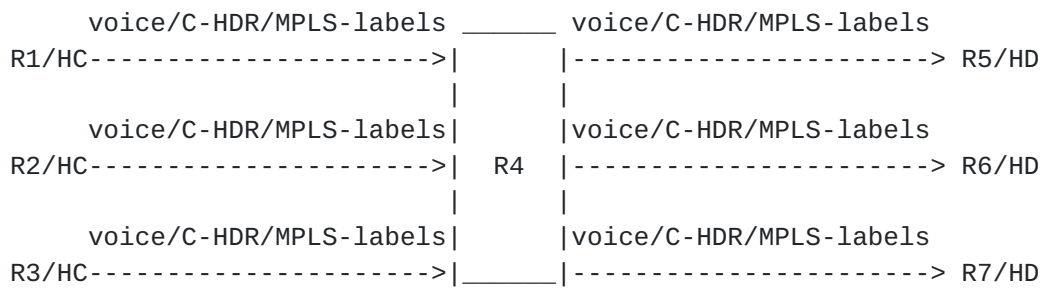 voice/C-HDR/MPLS-labels ______ voice/C-HDR/MPLS-labels
R1/HC---------------------->| |-----------------------> R5/HD
| |
voice/C-HDR/MPLS-labels| |voice/C-HDR/MPLS-labels
R2/HC---------------------->| R4 |-----------------------> R6/HD
| |
voice/C-HDR/MPLS-labels| |voice/C-HDR/MPLS-labels
R3/HC---------------------->|______|-----------------------> R7/HD